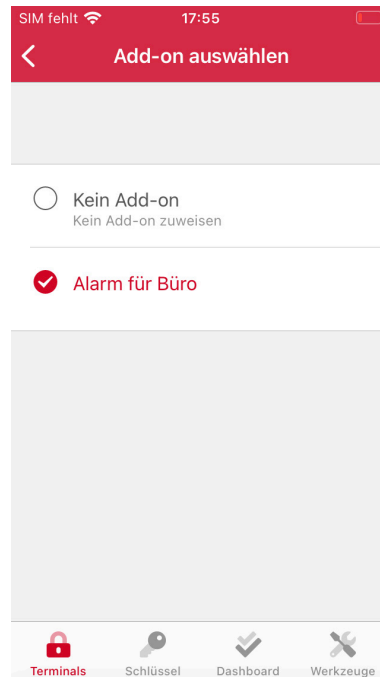 SIM fehlt 17:55
Add-on auswählen
Kein Add-on
Kein Add-on zuweisen
Alarm für Büro
Terminals Schlüssel Dashboard Werkzeuge